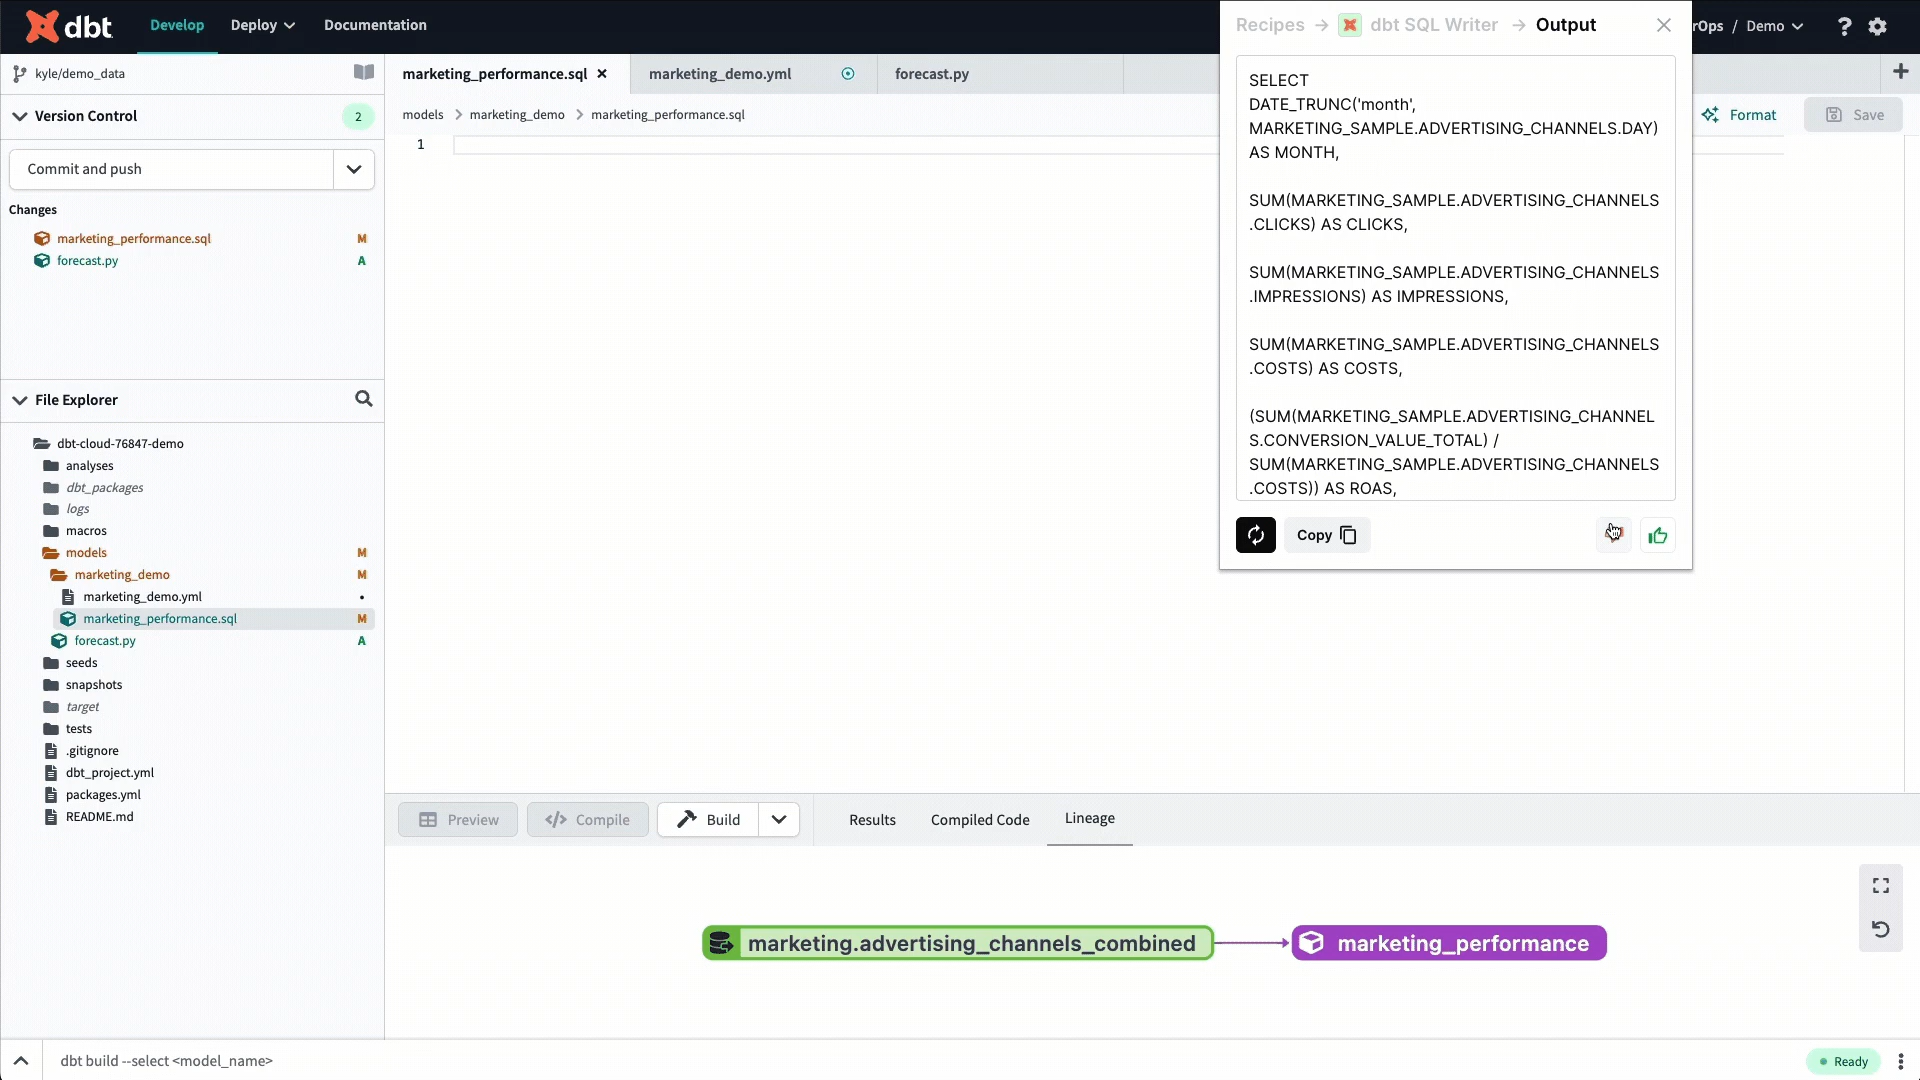 dbt
Develop
Deploy
Documentation
Recipes → dbt SQL Writer → Output
rOps / Demo
kyle/demo_data
marketing_performance.sql
marketing_demo.yml
forecast.py
Version Control
2
models > marketing_demo > marketing_performance.sql
Format
Save
Commit and push
1
Changes
marketing_performance.sql M
forecast.py A
File Explorer
dbt-cloud-76847-demo
analyses
dbt_packages
logs
macros
models M
marketing_demo M
marketing_demo.yml •
marketing_performance.sql M
forecast.py A
seeds
snapshots
target
tests
.gitignore
dbt_project.yml
packages.yml
README.md
SELECT
DATE_TRUNC('month',
MARKETING_SAMPLE.ADVERTISING_CHANNELS.DAY)
AS MONTH,
SUM(MARKETING_SAMPLE.ADVERTISING_CHANNELS
.CLICKS) AS CLICKS,
SUM(MARKETING_SAMPLE.ADVERTISING_CHANNELS
.IMPRESSIONS) AS IMPRESSIONS,
SUM(MARKETING_SAMPLE.ADVERTISING_CHANNELS
.COSTS) AS COSTS,
(SUM(MARKETING_SAMPLE.ADVERTISING_CHANNEL
S.CONVERSION_VALUE_TOTAL) /
SUM(MARKETING_SAMPLE.ADVERTISING_CHANNELS
.COSTS)) AS ROAS,
Copy
Preview
</> Compile
Build
Results
Compiled Code
Lineage
marketing.advertising_channels_combined
marketing_performance
dbt build --select <model_name>
Ready